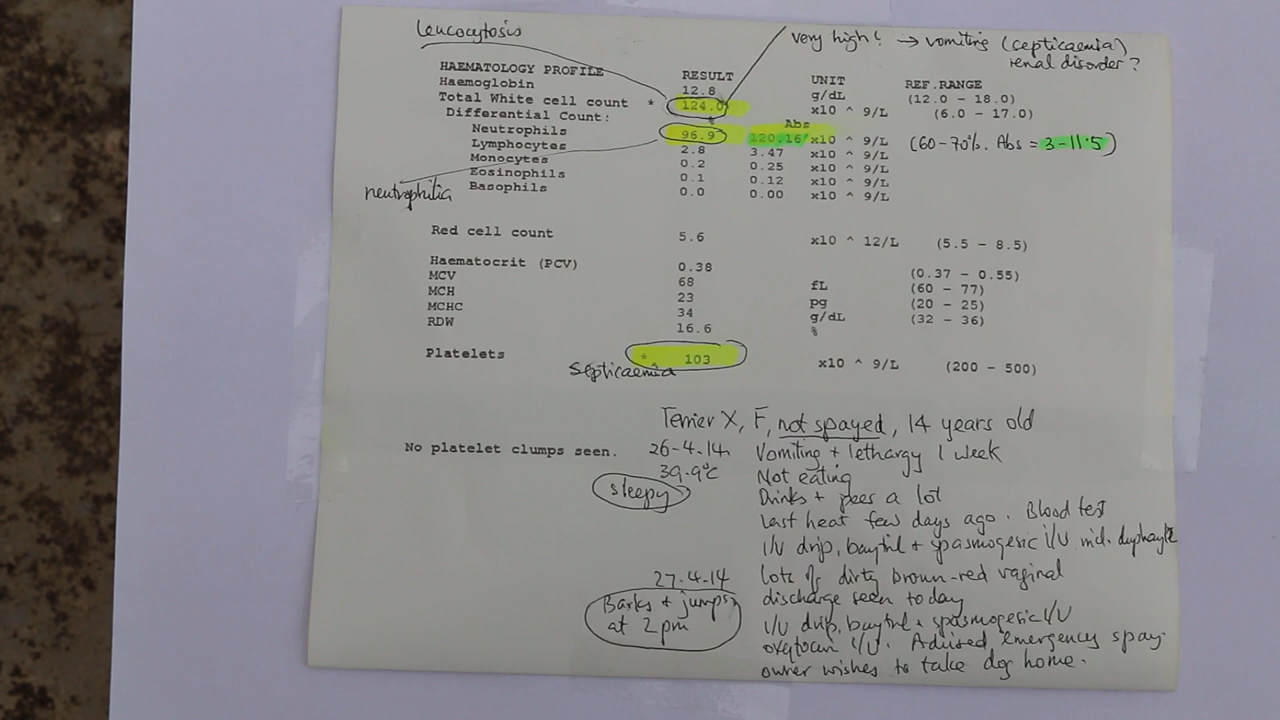 Leucocytosis
very high! → vomiting (cepticaemia)
renal disorder?
HAEMATOLOGY PROFILE RESULT UNIT REF.RANGE
Haemoglobin 12.8 g/dL (12.0 - 18.0)
Total White cell count * 124.0 x10 ^ 9/L (6.0 - 17.0)
Differential Count: Abs
Neutrophils 96.9 120.16 x10 ^ 9/L (60-70%. Abs = 3-11.5)
Lymphocytes 2.8 3.47 x10 ^ 9/L
Monocytes 0.2 0.25 x10 ^ 9/L
Eosinophils 0.1 0.12 x10 ^ 9/L
Basophils 0.0 0.00 x10 ^ 9/L
neutrophilia
Red cell count 5.6 x10 ^ 12/L (5.5 - 8.5)
Haematocrit (PCV) 0.38 (0.37 - 0.55)
MCV 68 fL (60 - 77)
MCH 23 pg (20 - 25)
MCHC 34 g/dL (32 - 36)
RDW 16.6 %
Platelets * 103 x10 ^ 9/L (200 - 500)
Septicaemia
Terrier X, F, not spayed, 14 years old
No platelet clumps seen. 26-4-14 Vomiting + lethargy 1 week
39.9°C Not eating
sleepy Drinks + pees a lot
Last heat few days ago. Blood test
I/V drip, baytril + spasmogesic I/V incl. duphalyte
27.4.14 Lots of dirty brown-red vaginal
Barks + jumps, discharge seen today
at 2pm I/V drip, baytril + spasmogesic I/V
oxytocin I/V. Advised emergency spay.
owner wishes to take dog home.